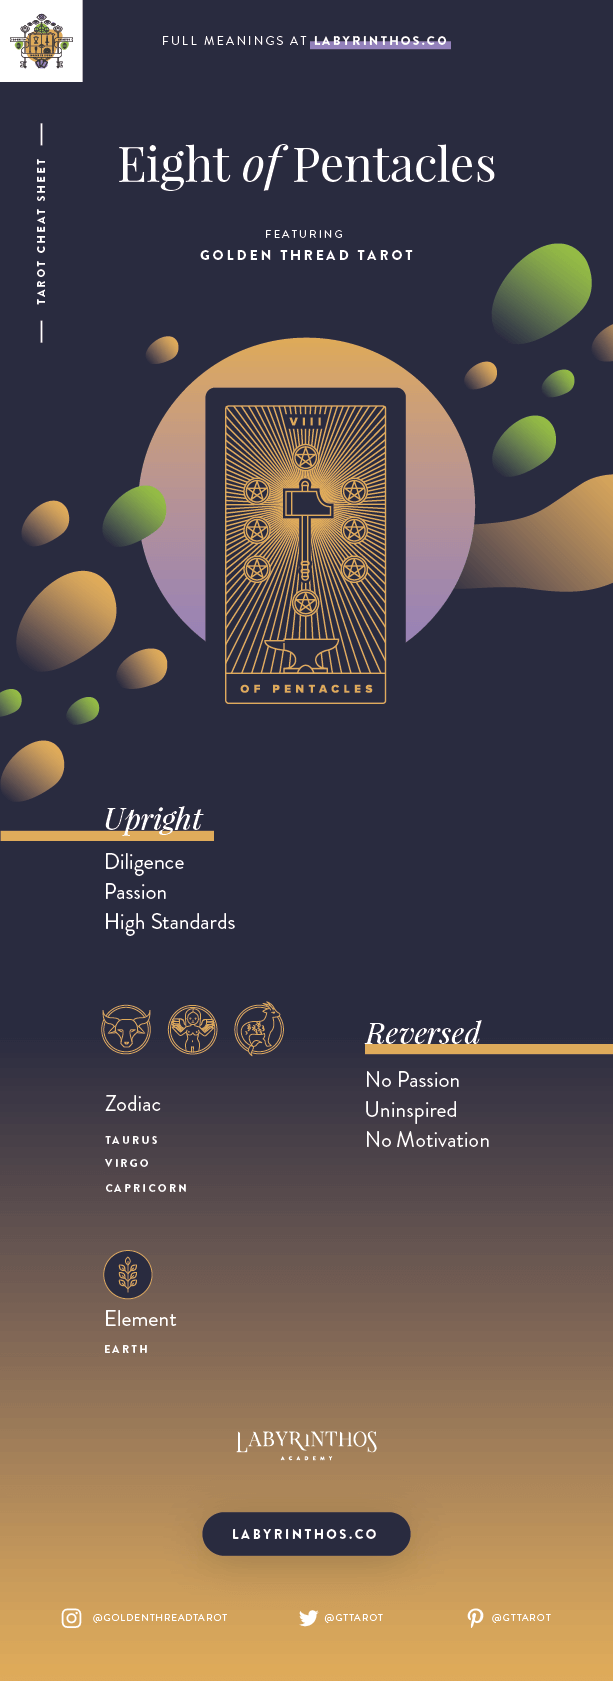 FULL MEANINGS AT LABYRINTHOS.CO
TAROT CHEAT SHEET
Eight of Pentacles
FEATURING
GOLDEN THREAD TAROT
VIII
OF PENTACLES
Upright
Diligence
Passion
High Standards
Reversed
No Passion
Uninspired
No Motivation
Zodiac
TAURUS
VIRGO
CAPRICORN
Element
EARTH
LABYRINTHOS
ACADEMY
LABYRINTHOS.CO
@GOLDENTHREADTAROT
@GTTAROT
@GTTAROT